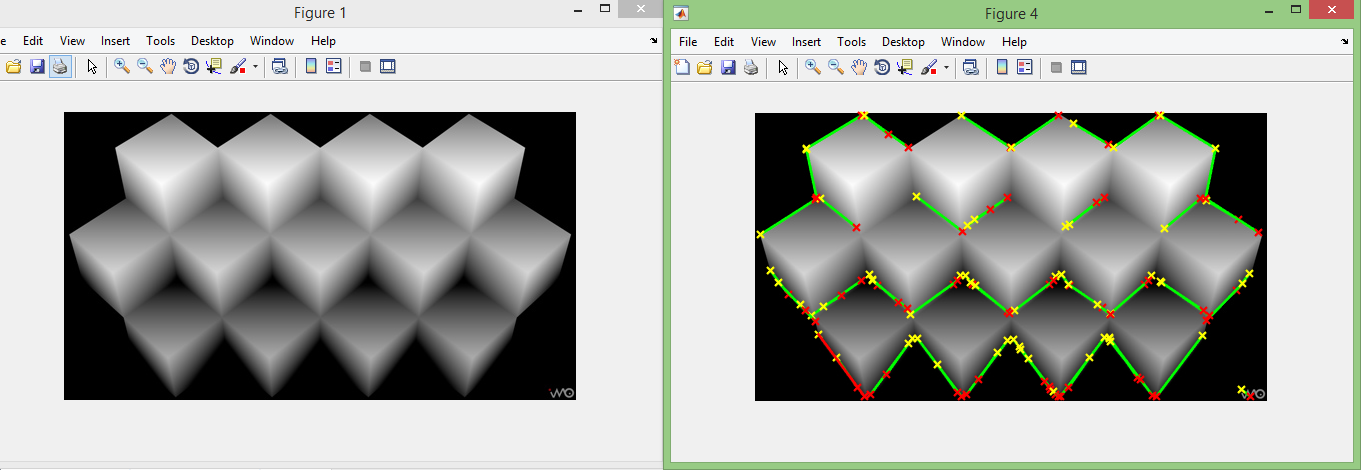 Figure 1
e Edit View Insert Tools Desktop Window Help
Figure 4
File Edit View Insert Tools Desktop Window Help